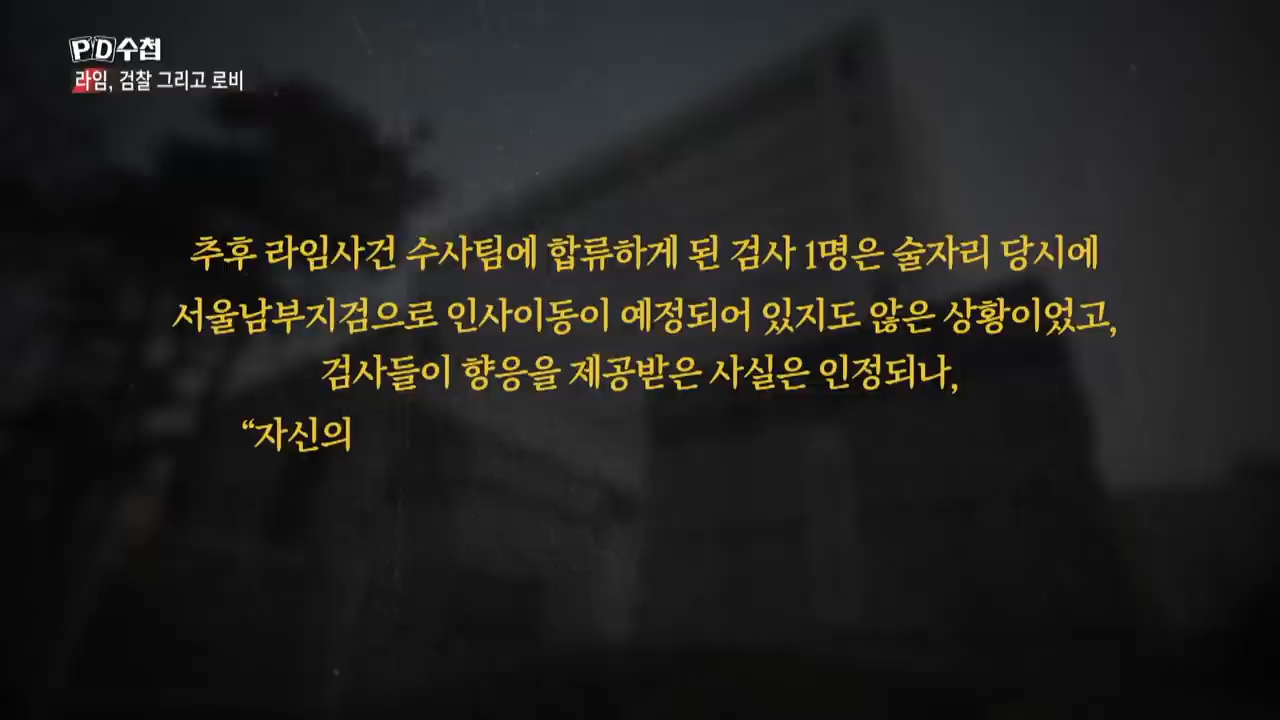 PD수첩
라임, 검찰 그리고 로비
추후 라임사건 수사팀에 합류하게 된 검사 1명은 술자리 당시에
서울남부지검으로 인사이동이 예정되어 있지도 않은 상황이었고,
검사들이 향응을 제공받은 사실은 인정되나,
“자신의